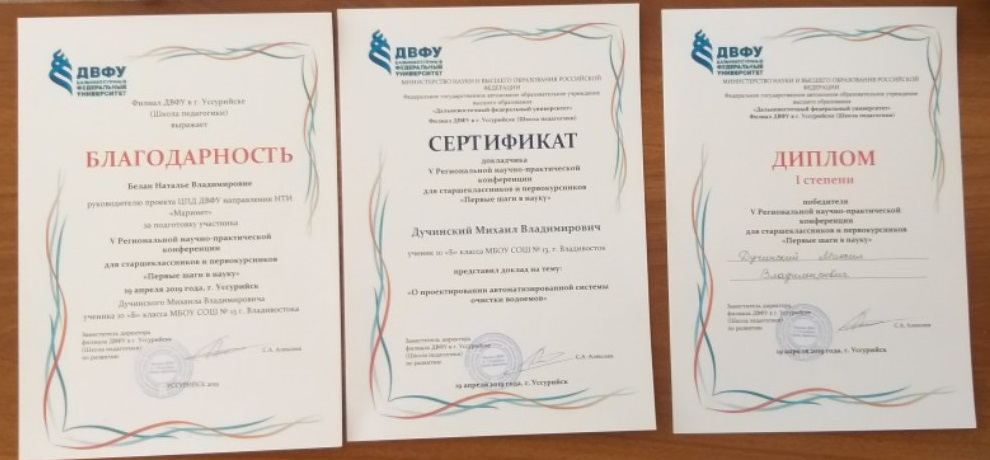 ДВФУ
ДАЛЬНЕВОСТОЧНЫЙ
ФЕДЕРАЛЬНЫЙ
УНИВЕРСИТЕТ
Филиал ДВФУ в г. Уссурийске
(Школа педагогики)
выражает
БЛАГОДАРНОСТЬ
Белан Наталье Владимировне
руководителю проекта ЦПД ДВФУ направления НТИ
«Маринет»
за подготовку участника
V Региональной научно-практической
конференции
для старшеклассников и первокурсников
«Первые шаги в науку»
19 апреля 2019 года, г. Уссурийск
Дучинского Михаила Владимировича
ученика 10 «Б» класса МБОУ СОШ № 13 г. Владивостока
Заместитель директора
филиала ДВФУ в г. Уссурийске
(Школа педагогики)
по развитию
УССУРИЙСК 2019
ДВФУ
ДАЛЬНЕВОСТОЧНЫЙ
ФЕДЕРАЛЬНЫЙ
УНИВЕРСИТЕТ
МИНИСТЕРСТВО НАУКИ И ВЫСШЕГО ОБРАЗОВАНИЯ РОССИЙСКОЙ
ФЕДЕРАЦИИ
Федеральное государственное автономное образовательное учреждение
высшего образования
«Дальневосточный федеральный университет»
Филиал ДВФУ в г. Уссурийске (Школа педагогики)
СЕРТИФИКАТ
докладчика
V Региональной научно-практической
конференции
для старшеклассников и первокурсников
«Первые шаги в науку»
Дучинский Михаил Владимирович
ученик 10 «Б» класса МБОУ СОШ № 13, г. Владивосток
представил доклад на тему:
«О проектировании автоматизированной системы
очистки водоемов»
Заместитель директора
филиала ДВФУ в г. Уссурийске
(Школа педагогики)
по развитию
19 апреля 2019 года, г. Уссурийск
ДВФУ
ДАЛЬНЕВОСТОЧНЫЙ
ФЕДЕРАЛЬНЫЙ
УНИВЕРСИТЕТ
МИНИСТЕРСТВО НАУКИ И ВЫСШЕГО ОБРАЗОВАНИЯ РОССИЙСКОЙ
ФЕДЕРАЦИИ
Федеральное государственное автономное образовательное учреждение
высшего образования
«Дальневосточный федеральный университет»
Филиал ДВФУ в г. Уссурийске (Школа педагогики)
ДИПЛОМ
I степени
победителя
V Региональной научно-практической
конференции
для старшеклассников и первокурсников
«Первые шаги в науку»
Дучинский Михаил
Владимирович
Заместитель директора
филиала ДВФУ в г. Уссурийске
(Школа педагогики)
по развитию
19 апреля 2019 года, г. Уссурийск